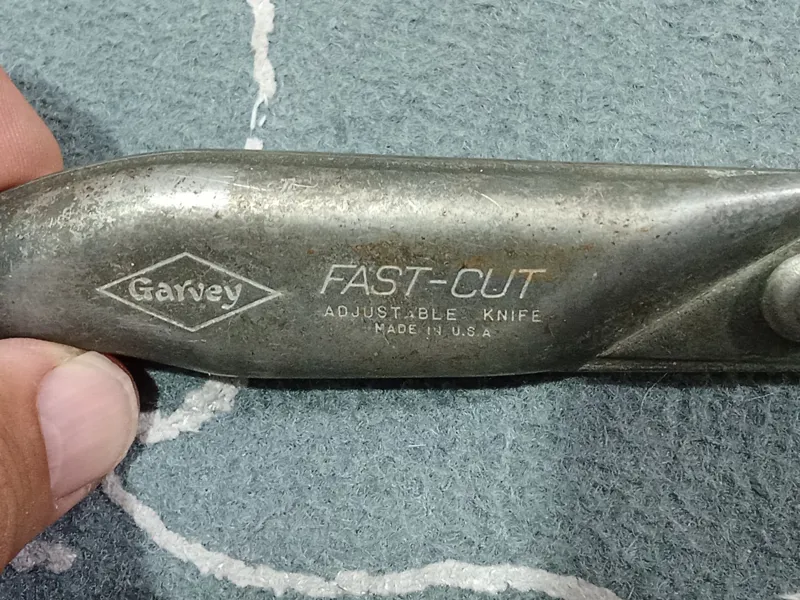 Garvey
FAST-CUT
ADJUSTABLE KNIFE
MADE IN U.S.A